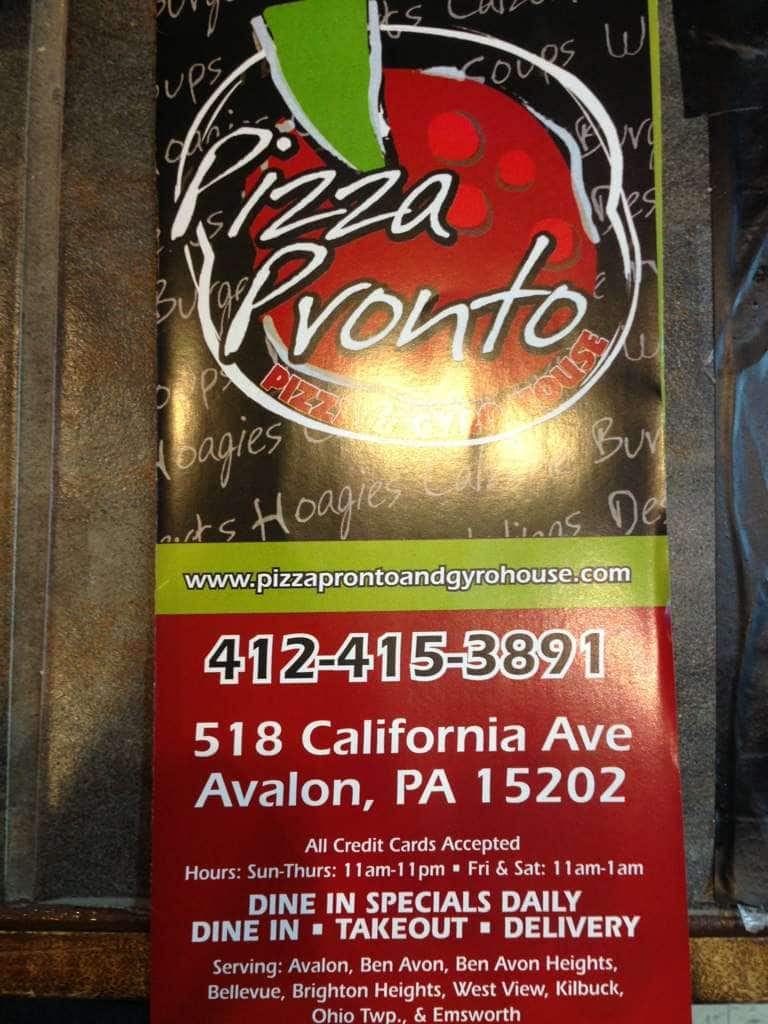 Pizza
Pronto
PIZZA & GYRO HOUSE
Soups
Burge
Hoagies
Hoagies
www.pizzaprontoandgyrohouse.com
412-415-3891
518 California Ave
Avalon, PA 15202
All Credit Cards Accepted
Hours: Sun-Thurs: 11am-11pm ▪ Fri & Sat: 11am-1am
DINE IN SPECIALS DAILY
DINE IN ▪ TAKEOUT ▪ DELIVERY
Serving: Avalon, Ben Avon, Ben Avon Heights,
Bellevue, Brighton Heights, West View, Kilbuck,
Ohio Twp., & Emsworth